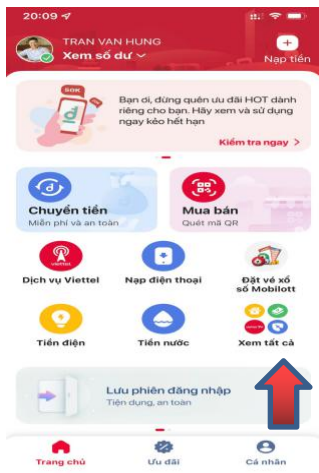 20:09
TRAN VAN HUNG
Xem số dư
Nạp tiền
50K
Bạn ơi, đừng quên ưu đãi HOT dành
riêng cho bạn. Hãy xem và sử dụng
ngay kẻo hết hạn
Kiểm tra ngay >
Chuyển tiền
Miễn phí và an toàn
Mua bán
Quét mã QR
Dịch vụ Viettel
Nạp điện thoại
Đặt vé xổ
số Mobilott
Tiền điện
Tiền nước
Xem tất cả
Lưu phiên đăng nhập
Tiện dụng, an toàn
Trang chủ
Ưu đãi
Cá nhân